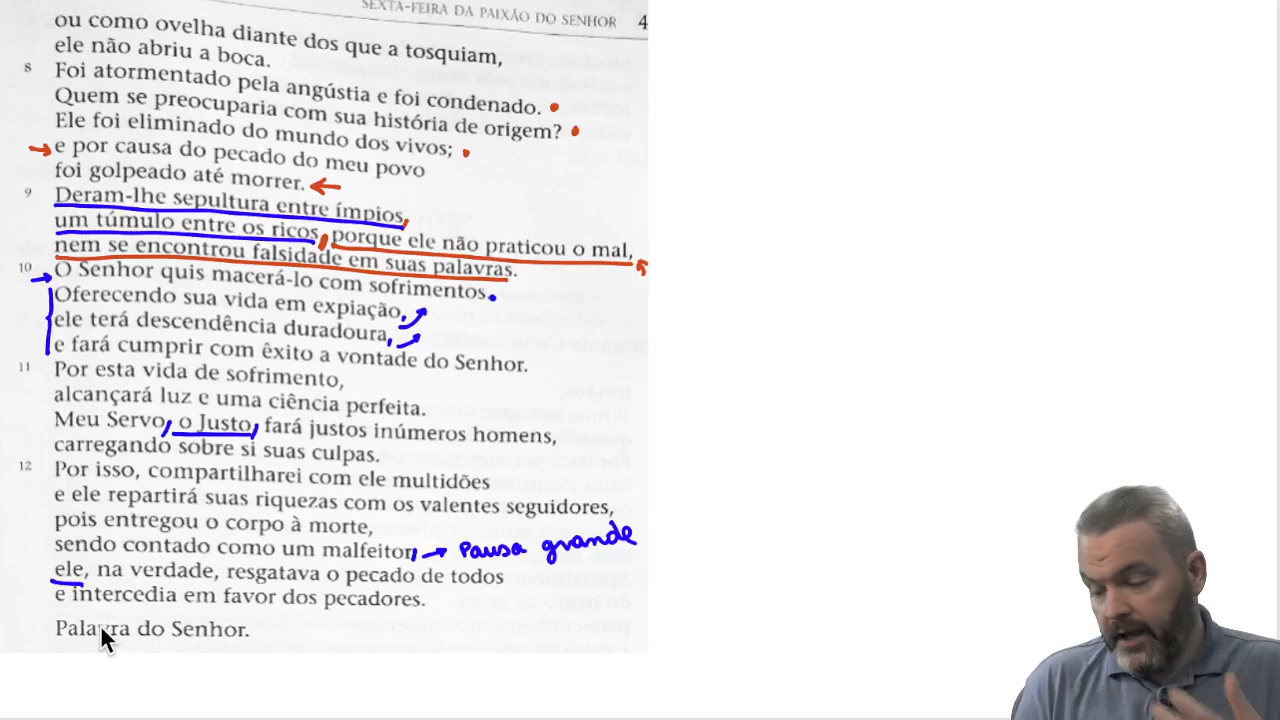 SEXTA-FEIRA DA PAIXÃO DO SENHOR 4
ou como ovelha diante dos que a tosquiam,
ele não abriu a boca.
8 Foi atormentado pela angústia e foi condenado.
Quem se preocuparia com sua história de origem?
Ele foi eliminado do mundo dos vivos;
e por causa do pecado do meu povo
foi golpeado até morrer.
9 Deram-lhe sepultura entre ímpios,
um túmulo entre os ricos, porque ele não praticou o mal,
nem se encontrou falsidade em suas palavras.
10 O Senhor quis macerá-lo com sofrimentos.
Oferecendo sua vida em expiação,
ele terá descendência duradoura,
e fará cumprir com êxito a vontade do Senhor.
11 Por esta vida de sofrimento,
alcançará luz e uma ciência perfeita.
Meu Servo, o Justo, fará justos inúmeros homens,
carregando sobre si suas culpas.
12 Por isso, compartilharei com ele multidões
e ele repartirá suas riquezas com os valentes seguidores,
pois entregou o corpo à morte,
sendo contado como um malfeitor, → Pausa grande
ele, na verdade, resgatava o pecado de todos
e intercedia em favor dos pecadores.
Palavra do Senhor.